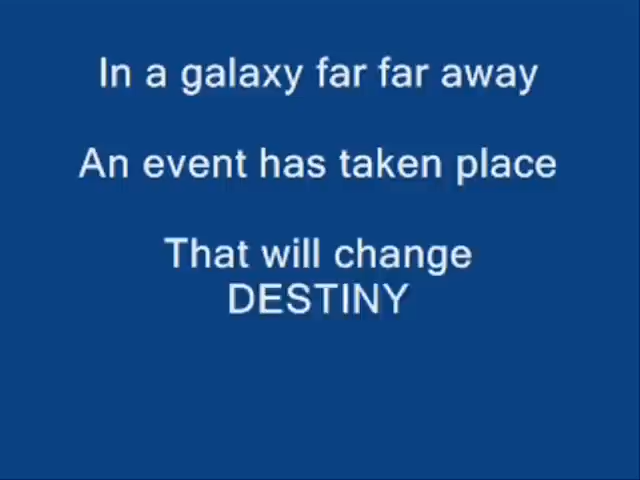 In a galaxy far far away
An event has taken place
That will change
DESTINY